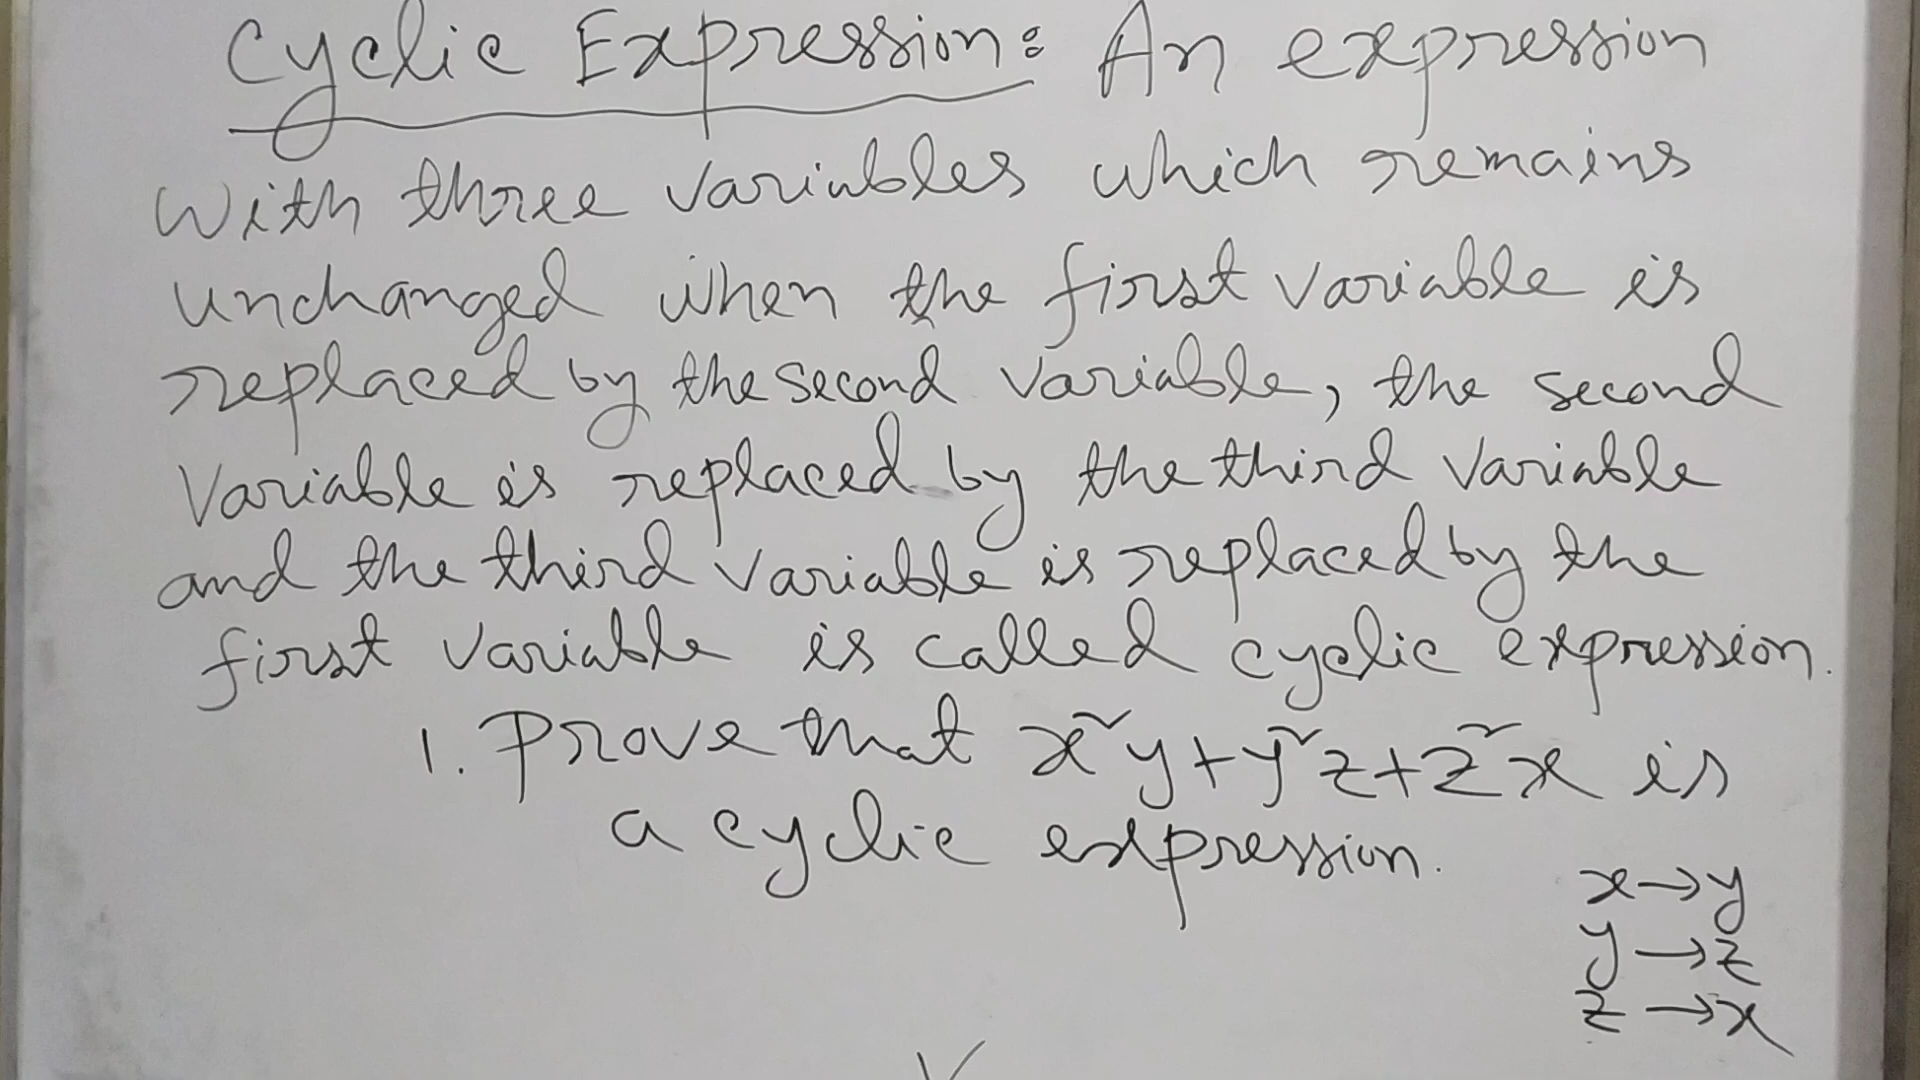 Cyclic Expression: An expression
with three variables which remains
unchanged when the first variable is
replaced by the second variable, the second
variable is replaced by the third variable
and the third variable is replaced by the
first variable is called cyclic expression.
1. Prove that x²y+y²z+z²x is
a cyclic expression.
x→y
y→z
z→x